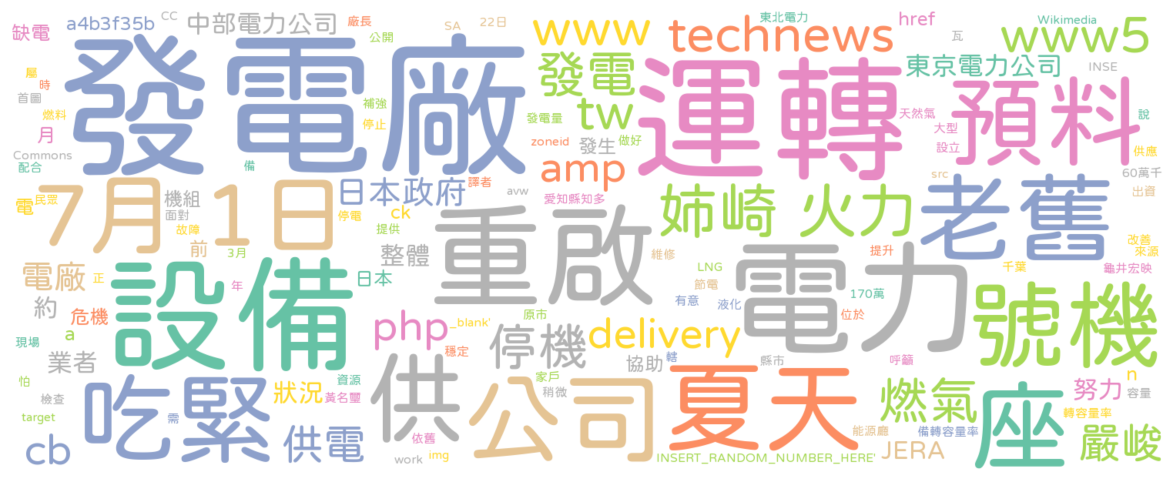 缺電 a4b3f35b CC 中部電力公司 廠長 SA 22日 www technews 東北電力 href Wikimedia www5
公開 瓦 東京電力公司 INSE
屬 時 首圖 燃料 發電廠 補強 停止 發電 tw 發電量 運轉 天然氣 大型 設立 預料 說
月 Commons 配合 備 zoneid 做好 發生 amp 供應
電 民眾 7月1日 機組 面對 故障 前 日本政府 停電 譯者 ck 提供 avw 愛知縣知多 姉崎 火力 src 老舊 60萬千 出資
3月 整體 重啟 維修 提升 電力 改善 來源
電廠 正 設備 年 日本 LNG 節電 有意 液化 170萬 位於 千葉 龜井宏映
約 危機 a php _blank' 原市 停機 delivery 號機
現場 業者 穩定 供 協助 轄 縣市 呼籲
怕 檢查 吃緊 需 狀況 資源 黃名璽 公司 家戶 稍微 夏天 燃氣 座 努力 n 容量
target cb 供電 依舊 work img INSERT_RANDOM_NUMBER_HERE' 能源廳 備轉容量率 JERA 轉容量率 嚴峻